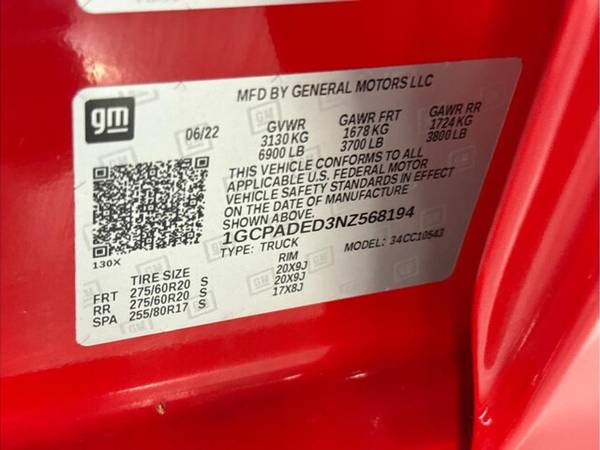 MFD BY GENERAL MOTORS LLC
gm
06/22 GVWR GAWR FRT GAWR RR
3130 KG 1678 KG 1724 KG
6900 LB 3700 LB 3800 LB
THIS VEHICLE CONFORMS TO ALL
APPLICABLE U.S. FEDERAL MOTOR
VEHICLE SAFETY STANDARDS IN EFFECT
ON THE DATE OF MANUFACTURE
SHOWN ABOVE.
1GCPADED3NZ568194
TYPE: TRUCK MODEL: 34CC10543
130X
TIRE SIZE RIM
FRT 275/60R20 S 20X9J
RR 275/60R20 S 20X9J
SPA 255/80R17 S 17X8J